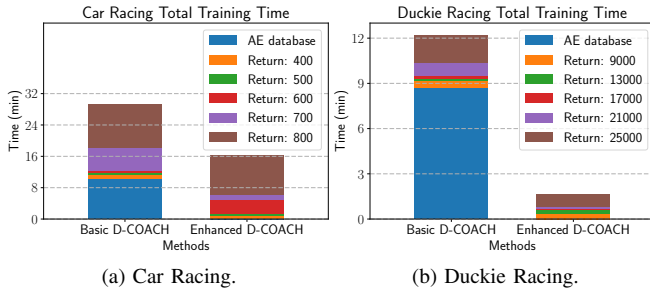 Car Racing Total Training Time
Time (min)
32
24
16
8
0
AE database
Return: 400
Return: 500
Return: 600
Return: 700
Return: 800
Basic D-COACH
Enhanced D-COACH
Methods
(a) Car Racing.
Duckie Racing Total Training Time
Time (min)
12
9
6
3
0
AE database
Return: 9000
Return: 13000
Return: 17000
Return: 21000
Return: 25000
Basic D-COACH
Enhanced D-COACH
Methods
(b) Duckie Racing.